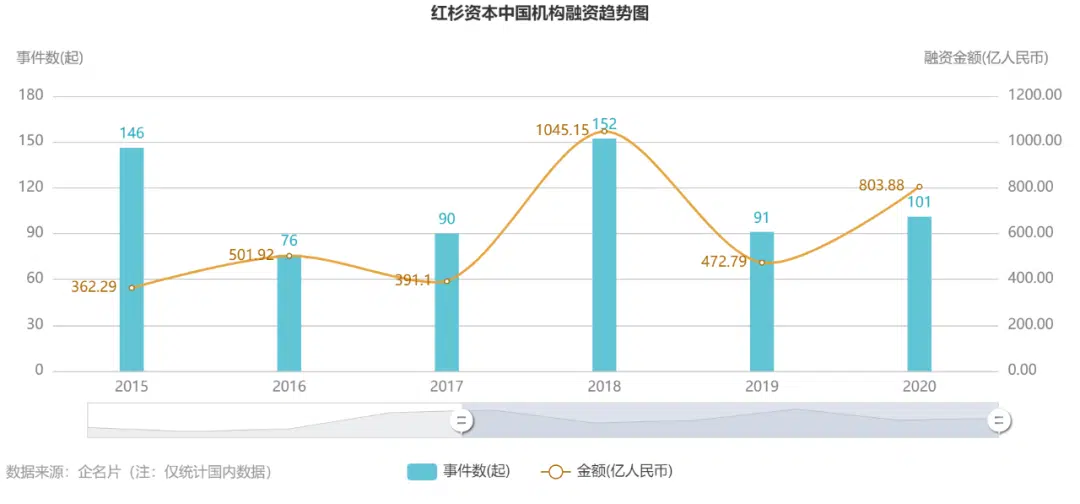 红杉资本中国机构融资趋势图
事件数(起) 融资金额(亿人民币)
180 1200.00
150 1000.00
120 800.00
90 600.00
60 400.00
30 200.00
0 0.00
146 76 90 152 91 101
362.29 501.92 391.1 1045.15 472.79 803.88
2015 2016 2017 2018 2019 2020
数据来源：企名片（注：仅统计国内数据） 事件数(起) 金额(亿人民币)